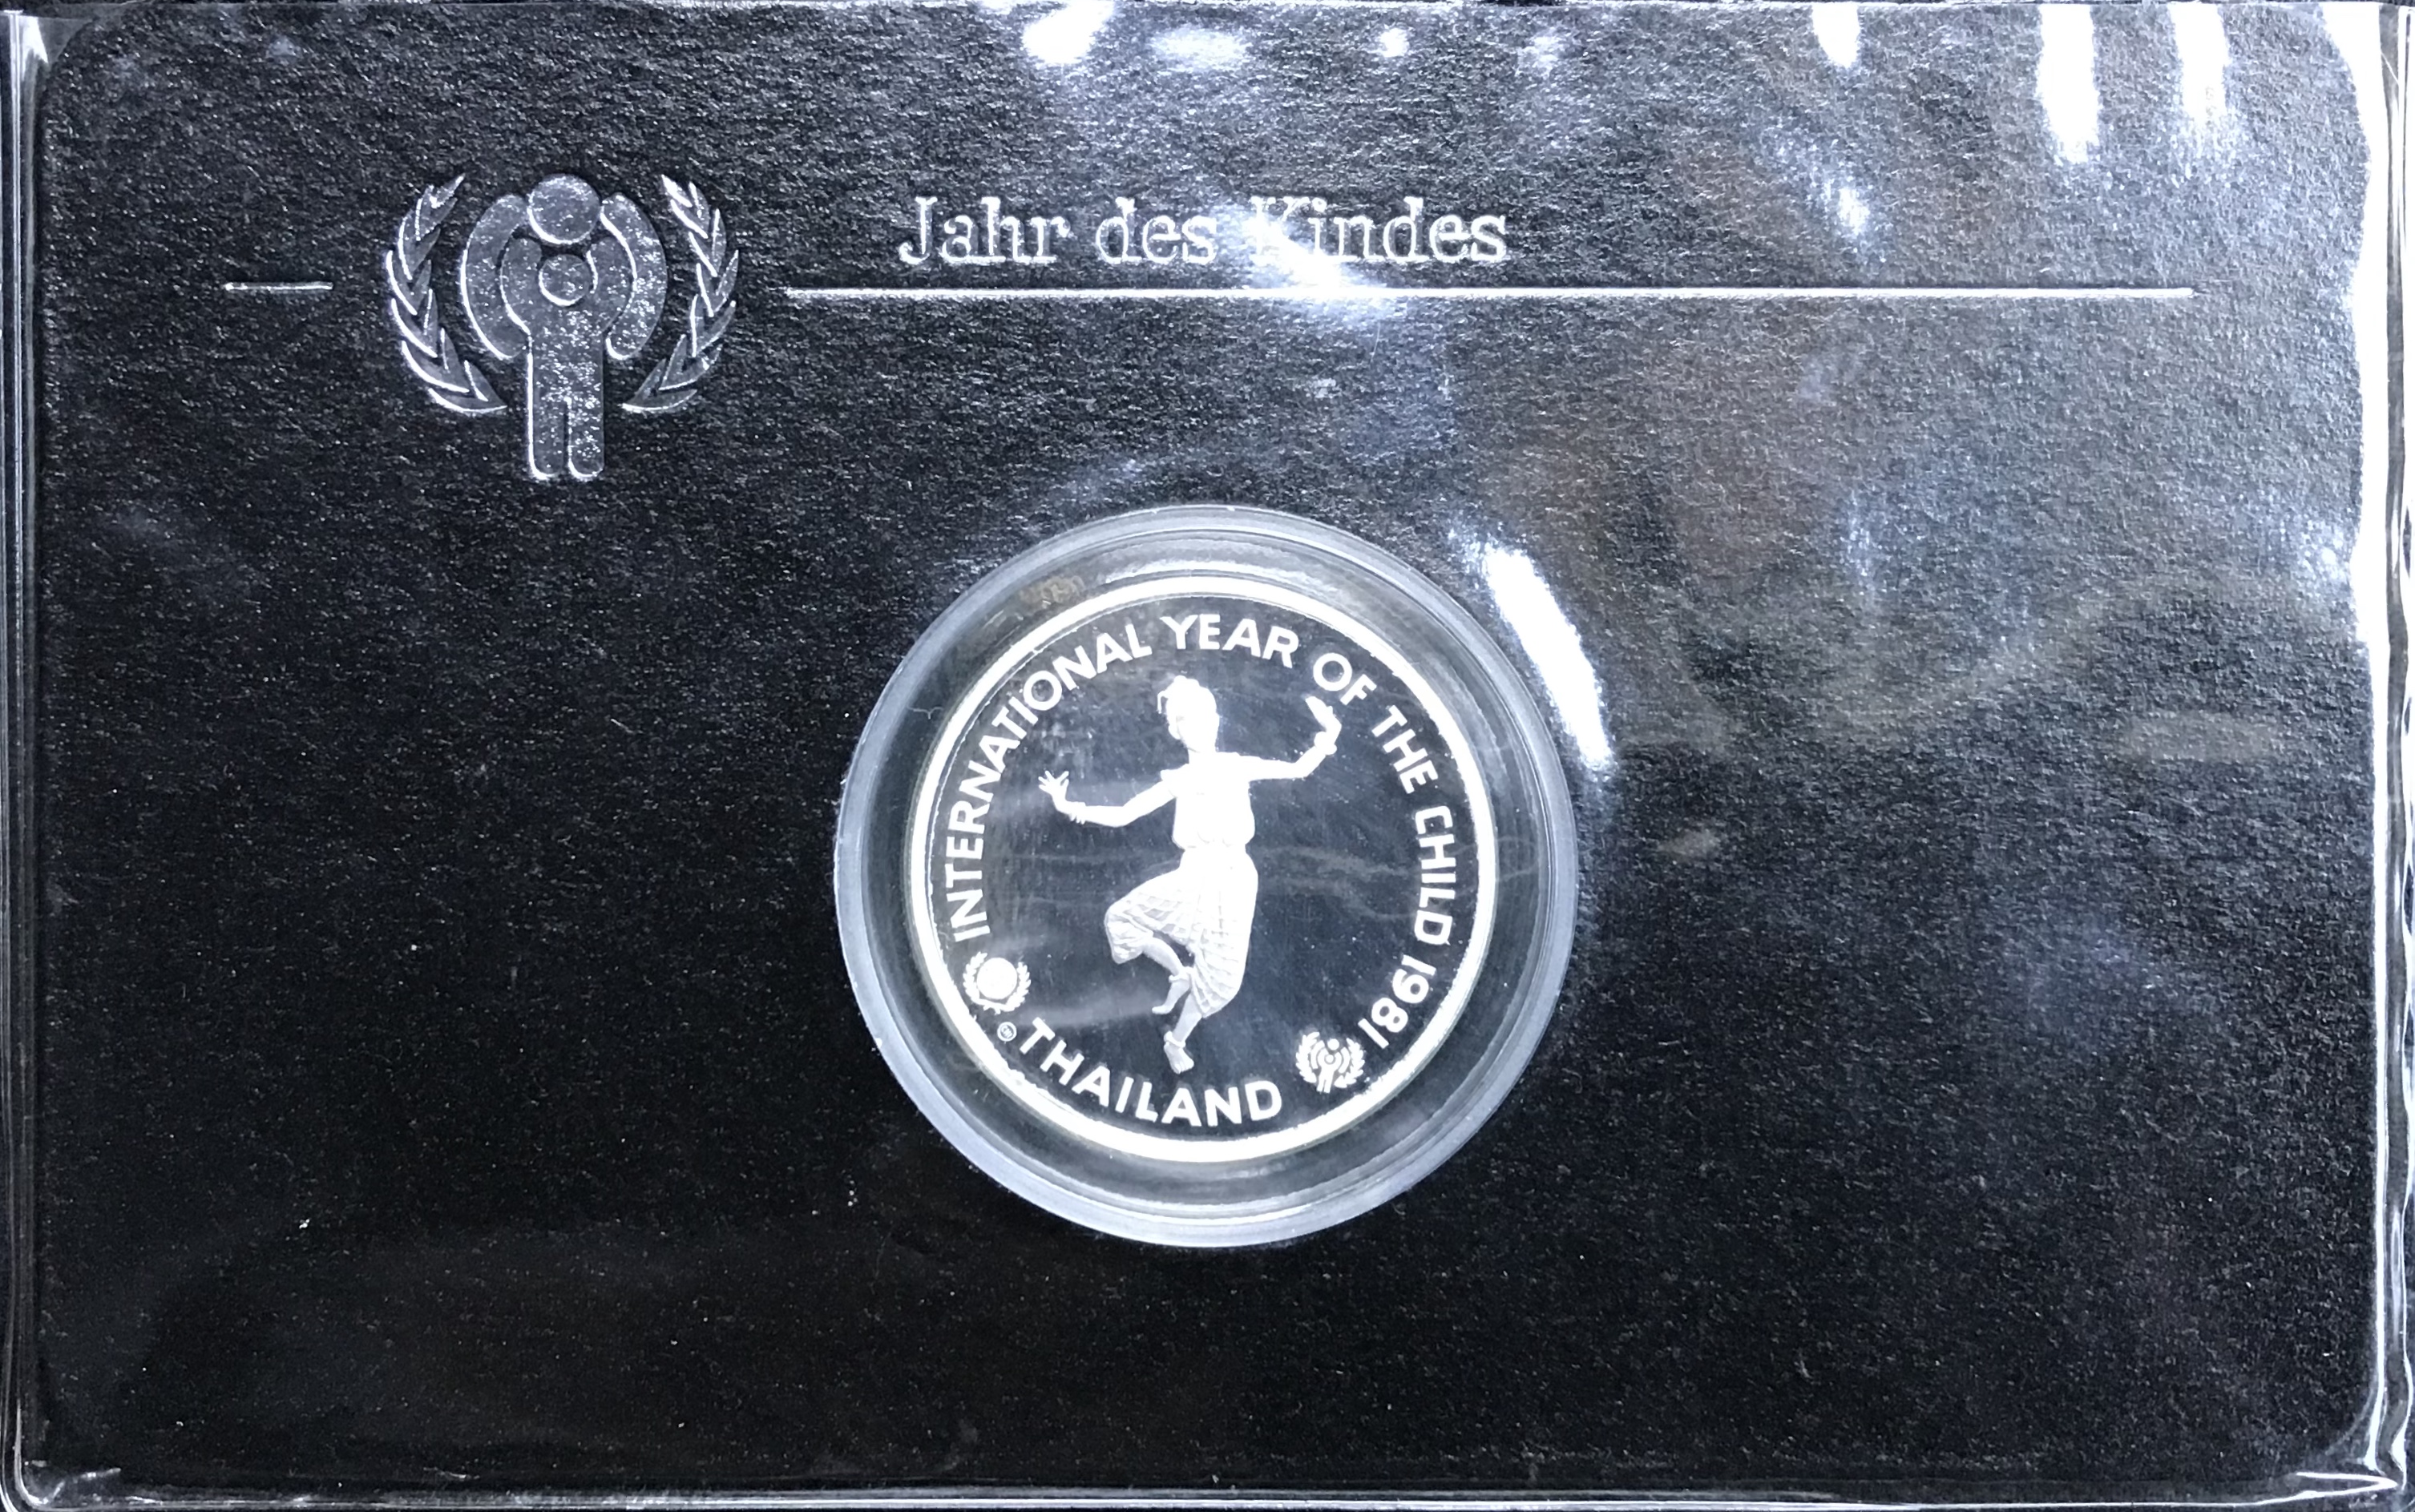 Jahr des Kindes
INTERNATIONAL YEAR OF THE CHILD 1981
THAILAND